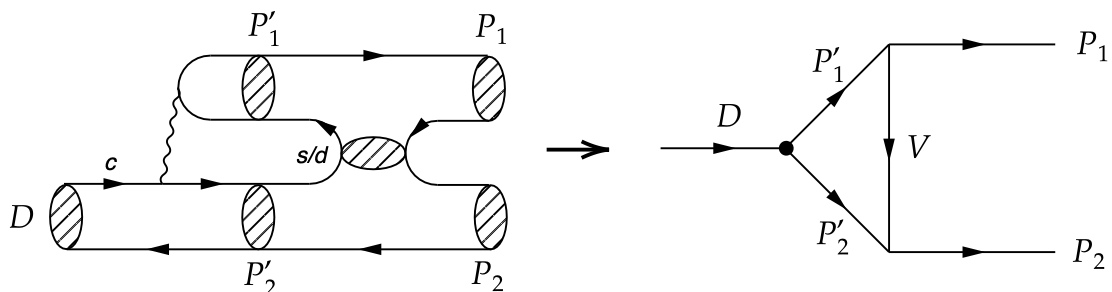 P′₁ P₁
c s/d
D
P′₂ P₂
D P′₁ P₁
V
P′₂ P₂